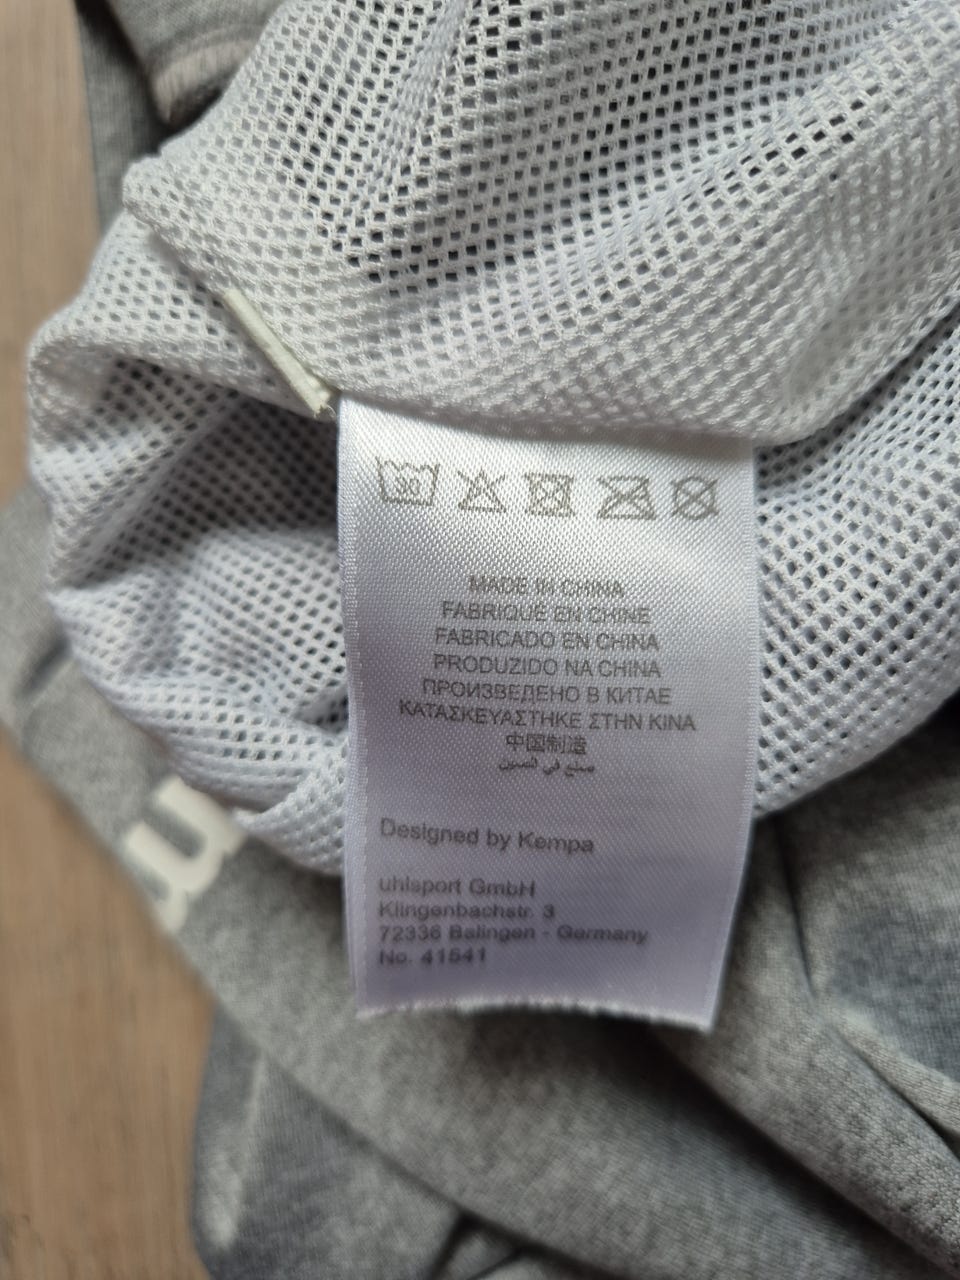 30
MADE IN CHINA
FABRIQUÉ EN CHINE
FABRICADO EN CHINA
PRODUZIDO NA CHINA
ПРОИЗВЕДЕНО В КИТАЕ
ΚΑΤΑΣΚΕΥΑΣΤΗΚΕ ΣΤΗΝ ΚΙΝΑ
中国制造
صنع في الصين
Designed by Kempa
uhlsport GmbH
Klingenbachstr. 3
72336 Balingen - Germany
No. 41541